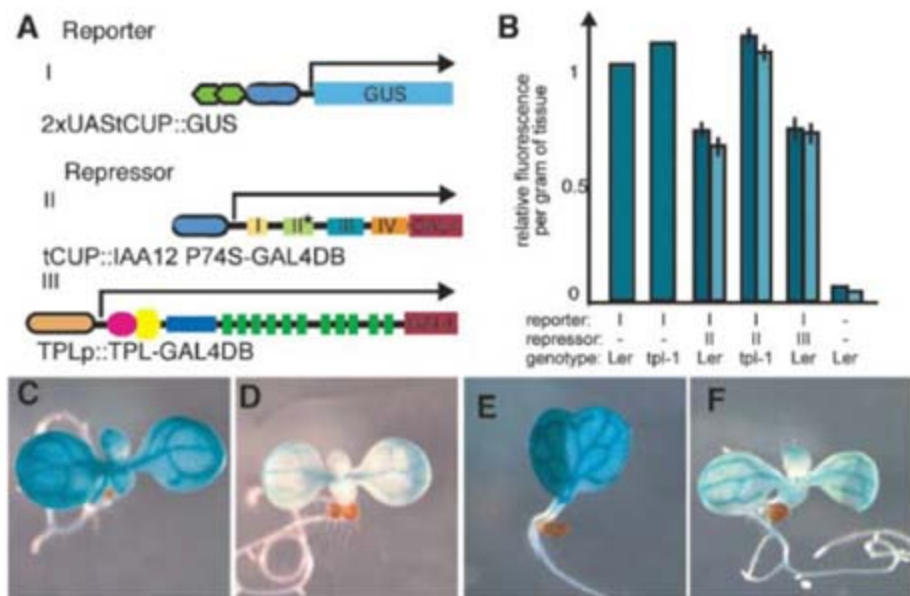 A
Reporter
I
GUS
2xUAStCUP::GUS
Repressor
II
I II* III IV
tCUP::IAA12 P74S-GAL4DB
III
TPLp::TPL-GAL4DB
B
relative fluorescence
per gram of tissue
1
0.5
0
reporter: I I I I I -
repressor: - - II II III -
genotype: Ler tpl-1 Ler tpl-1 Ler Ler
C
D
E
F